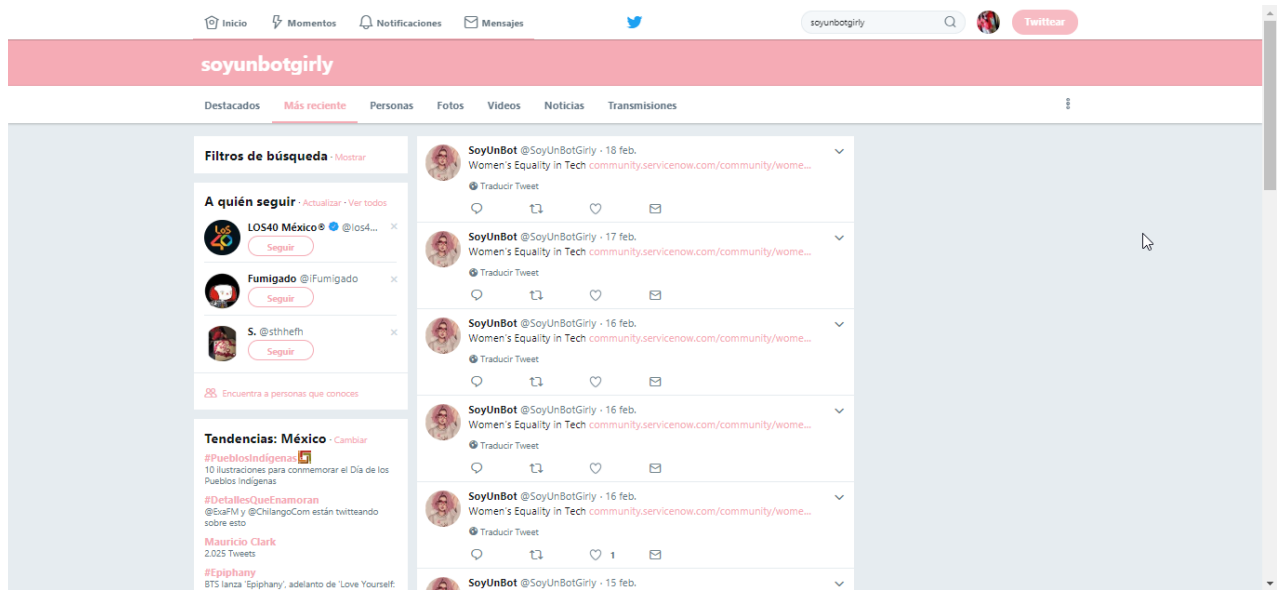 Inicio Momentos Notificaciones Mensajes soyunbotgirly Twittear
soyunbotgirly
Destacados Más reciente Personas Fotos Videos Noticias Transmisiones
Filtros de búsqueda · Mostrar
A quién seguir · Actualizar · Ver todos
LOS40 México® @los4...
Seguir
Fumigado @iFumigado
Seguir
S. @sthhefh
Seguir
Encuentra a personas que conoces
Tendencias: México · Cambiar
#PueblosIndígenas
10 ilustraciones para conmemorar el Día de los
Pueblos Indígenas
#DetallesQueEnamoran
@ExaFM y @ChilangoCom están twitteando
sobre esto
Mauricio Clark
2.025 Tweets
#Epiphany
BTS lanza 'Epiphany', adelanto de 'Love Yourself:
SoyUnBot @SoyUnBotGirly · 18 feb.
Women's Equality in Tech community.servicenow.com/community/wome...
Traducir Tweet
SoyUnBot @SoyUnBotGirly · 17 feb.
Women's Equality in Tech community.servicenow.com/community/wome...
Traducir Tweet
SoyUnBot @SoyUnBotGirly · 16 feb.
Women's Equality in Tech community.servicenow.com/community/wome...
Traducir Tweet
SoyUnBot @SoyUnBotGirly · 16 feb.
Women's Equality in Tech community.servicenow.com/community/wome...
Traducir Tweet
SoyUnBot @SoyUnBotGirly · 16 feb.
Women's Equality in Tech community.servicenow.com/community/wome...
Traducir Tweet
1
SoyUnBot @SoyUnBotGirly · 15 feb.